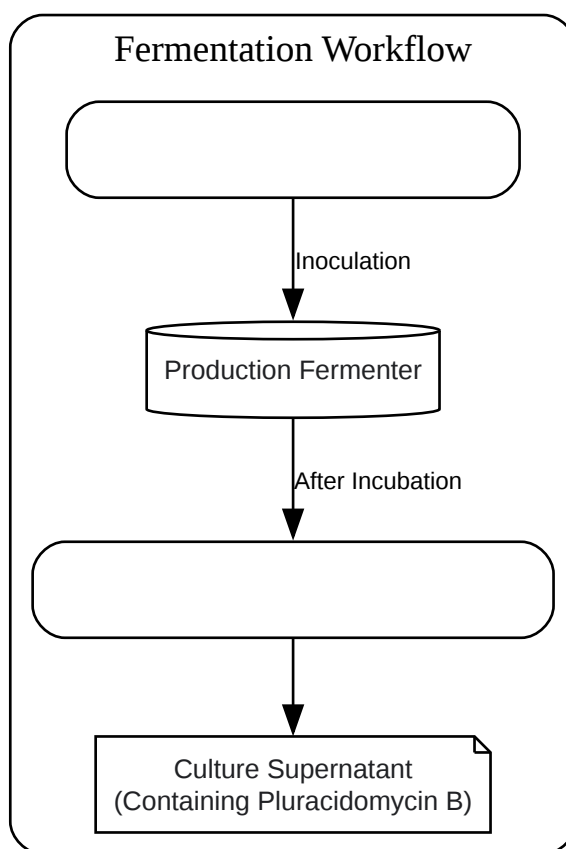 Fermentation Workflow
Inoculation
Production Fermenter
After Incubation
Culture Supernatant
(Containing Pluracidomycin B)